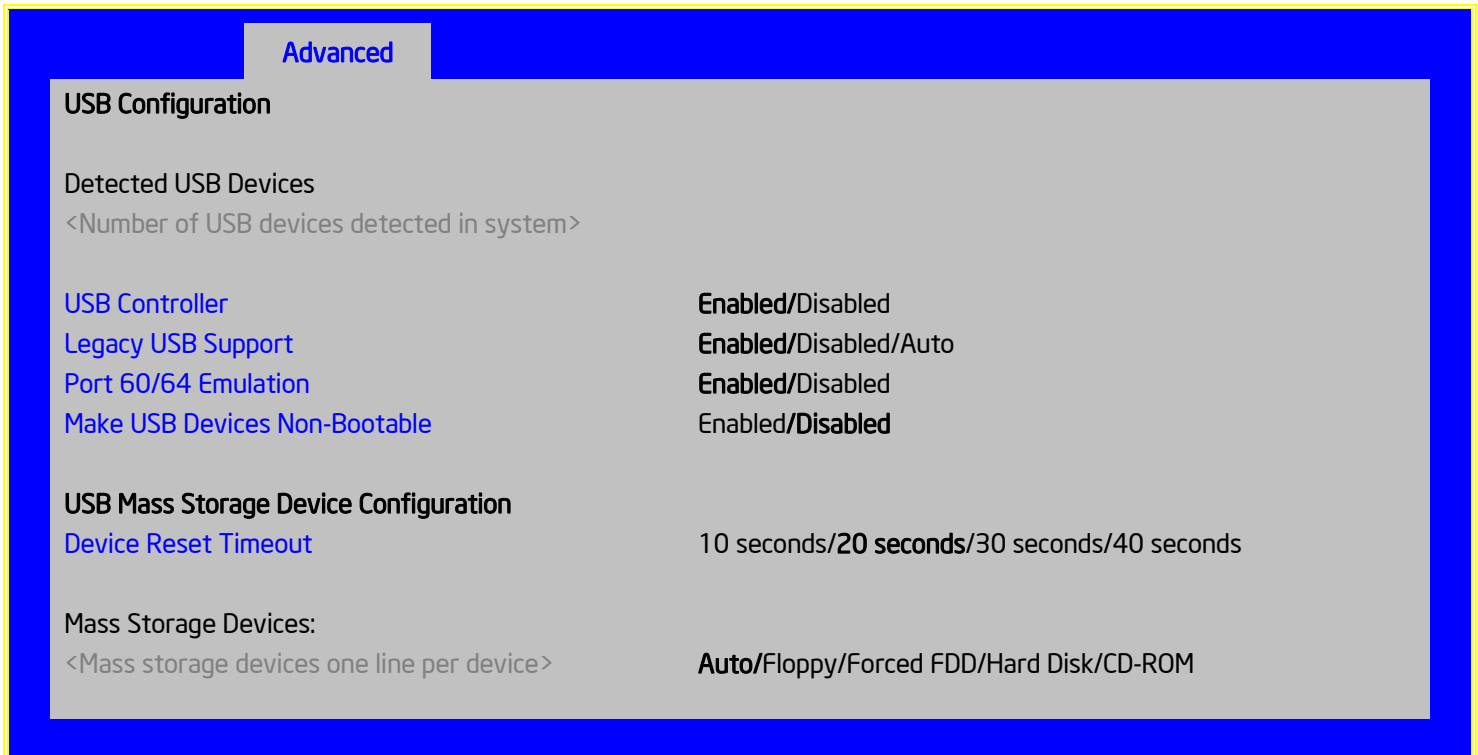 Advanced
USB Configuration
Detected USB Devices
<Number of USB devices detected in system>
USB Controller Enabled/Disabled
Legacy USB Support Enabled/Disabled/Auto
Port 60/64 Emulation Enabled/Disabled
Make USB Devices Non-Bootable Enabled/Disabled
USB Mass Storage Device Configuration
Device Reset Timeout 10 seconds/20 seconds/30 seconds/40 seconds
Mass Storage Devices:
<Mass storage devices one line per device> Auto/Floppy/Forced FDD/Hard Disk/CD-ROM